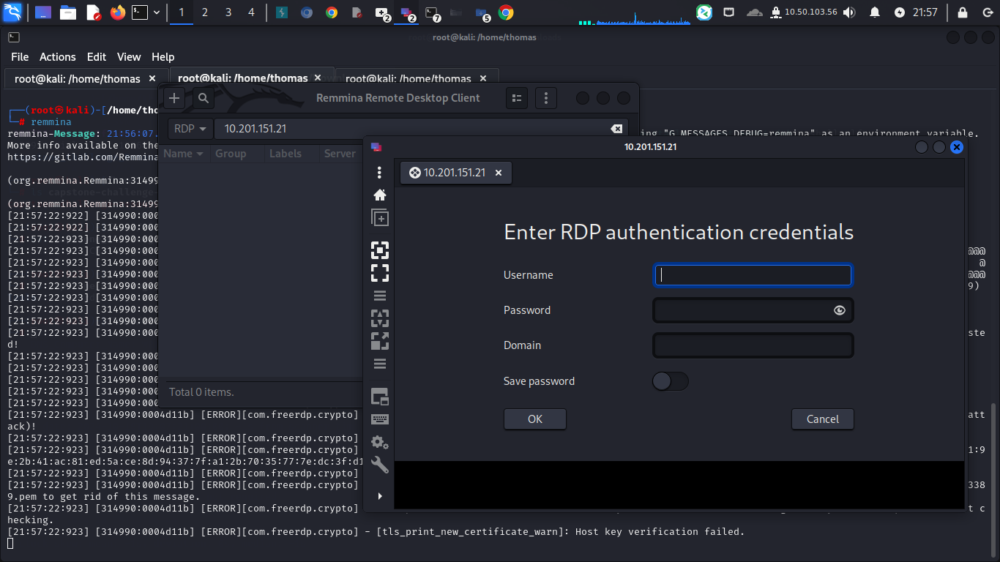 1 2 3 4 2 2 7 5 10.50.103.56 21:57
root@kali: /home/thomas
File Actions Edit View Help
root@kali: /home/thomas × root@kali: /home/thomas × root@kali: /home/thomas ×
Remmina Remote Desktop Client
RDP 10.201.151.21
Name Group Labels Server
Total 0 items.
10.201.151.21
10.201.151.21 ×
Enter RDP authentication credentials
Username
Password
Domain
Save password
OK Cancel
(root㉿kali)-[/home/tho
# remmina
remmina-Message: 21:56:07. ing "G_MESSAGES_DEBUG=remmina" as an environment variable.
More info available on the
https://gitlab.com/Remmina
(org.remmina.Remmina:31499
capstone-challenge-
(org.remmina.Remmina:31499
[21:57:22:922] [314990:000
[21:57:22:922] [314990:000
[21:57:22:923] [314990:000
[21:57:22:923] [314990:000 @@@
[21:57:22:923] [314990:000 @
[21:57:22:923] [314990:000 @@@
[21:57:22:923] [314990:000 9)
[21:57:22:923] [314990:000
[21:57:22:923] [314990:000
[21:57:22:923] [314990:000
[21:57:22:923] [314990:000 ste
d!
[21:57:22:923] [314990:000
[21:57:22:923] [314990:000
[21:57:22:923] [314990:000
[21:57:22:923] [314990:000
[21:57:22:923] [314990:000
[21:57:22:923] [314990:0004d11b] [ERROR][com.freerdp.crypto] att
ack)!
[21:57:22:923] [314990:0004d11b] [ERROR][com.freerdp.crypto]
[21:57:22:923] [314990:0004d11b] [ERROR][com.freerdp.crypto] 1:9
e:2b:41:ac:81:ed:5a:ce:8d:94:37:7f:a1:2b:70:35:77:7e:dc:3f:d1
[21:57:22:923] [314990:0004d11b] [ERROR][com.freerdp.crypto]
[21:57:22:923] [314990:0004d11b] [ERROR][com.freerdp.crypto] 338
9.pem to get rid of this message.
[21:57:22:923] [314990:0004d11b] [ERROR][com.freerdp.crypto] t c
hecking.
[21:57:22:923] [314990:0004d11b] [ERROR][com.freerdp.crypto] - [tls_print_new_certificate_warn]: Host key verification failed.